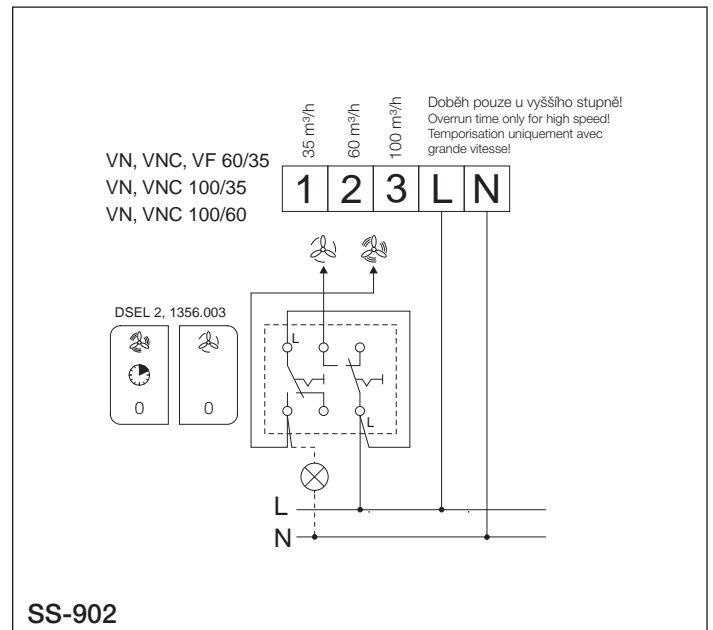 35 m³/h
60 m³/h
100 m³/h
Doběh pouze u vyššího stupně!
Overrun time only for high speed!
Temporisation uniquement avec
grande vitesse!
VN, VNC, VF 60/35
VN, VNC 100/35
VN, VNC 100/60
1 2 3 L N
DSEL 2, 1356.003
L
0 0
L
L
N
SS-902